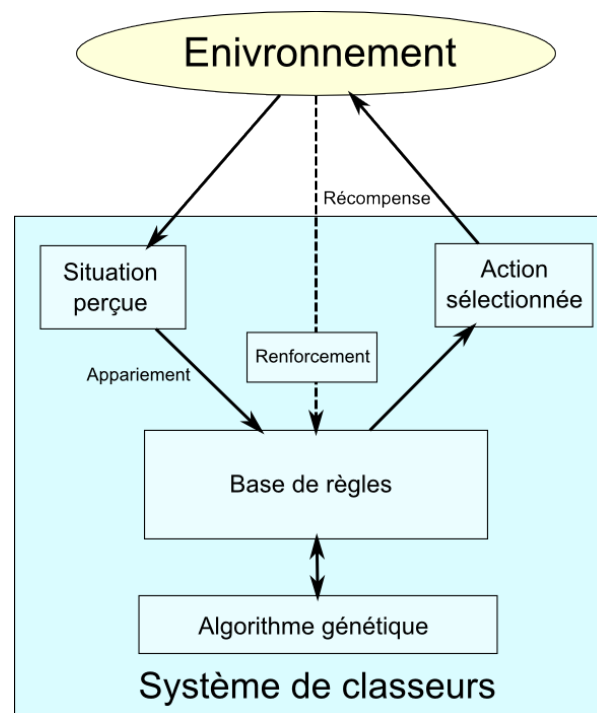 Enivronnement
Récompense
Situation
perçue
Action
sélectionnée
Renforcement
Appariement
Base de règles
Algorithme génétique
Système de classeurs